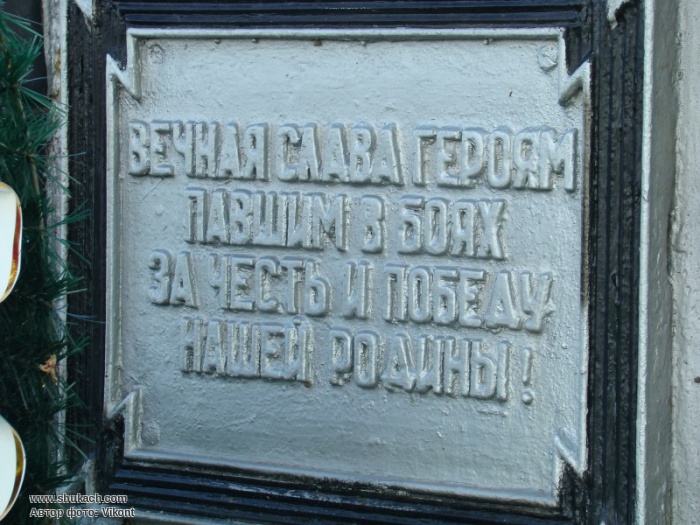 ВЕЧНАЯ СЛАВА ГЕРОЯМ
ПАВШИМ В БОЯХ
ЗА ЧЕСТЬ И ПОБЕДУ
НАШЕЙ РОДИНЫ!
www.shukach.com
Автор фото: Vikont